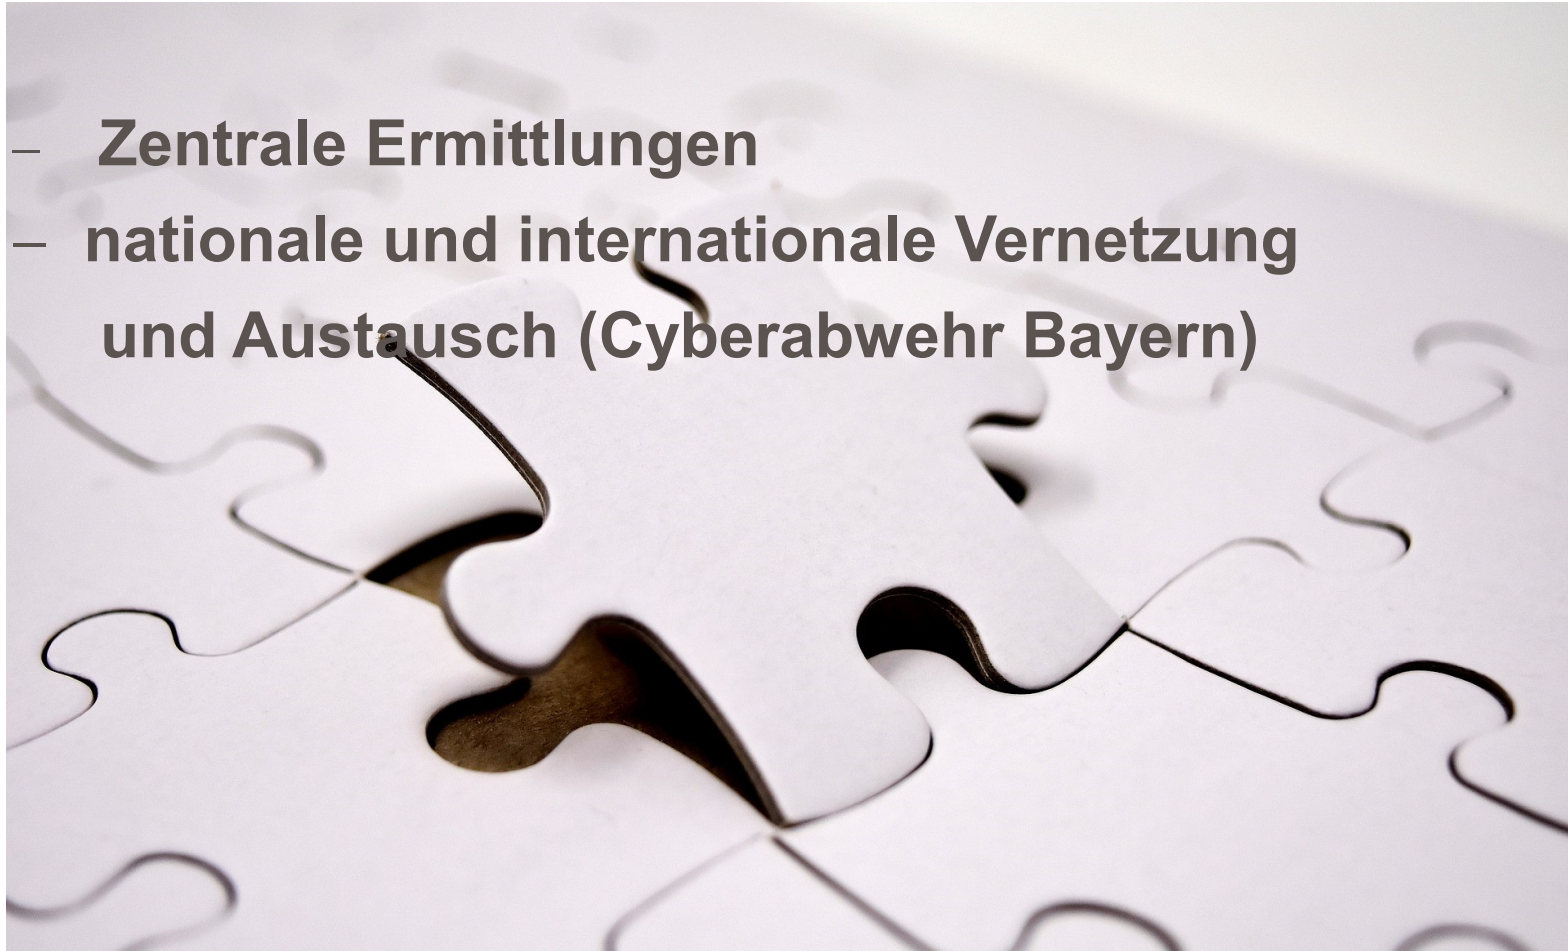 – Zentrale Ermittlungen
– nationale und internationale Vernetzung
und Austausch (Cyberabwehr Bayern)